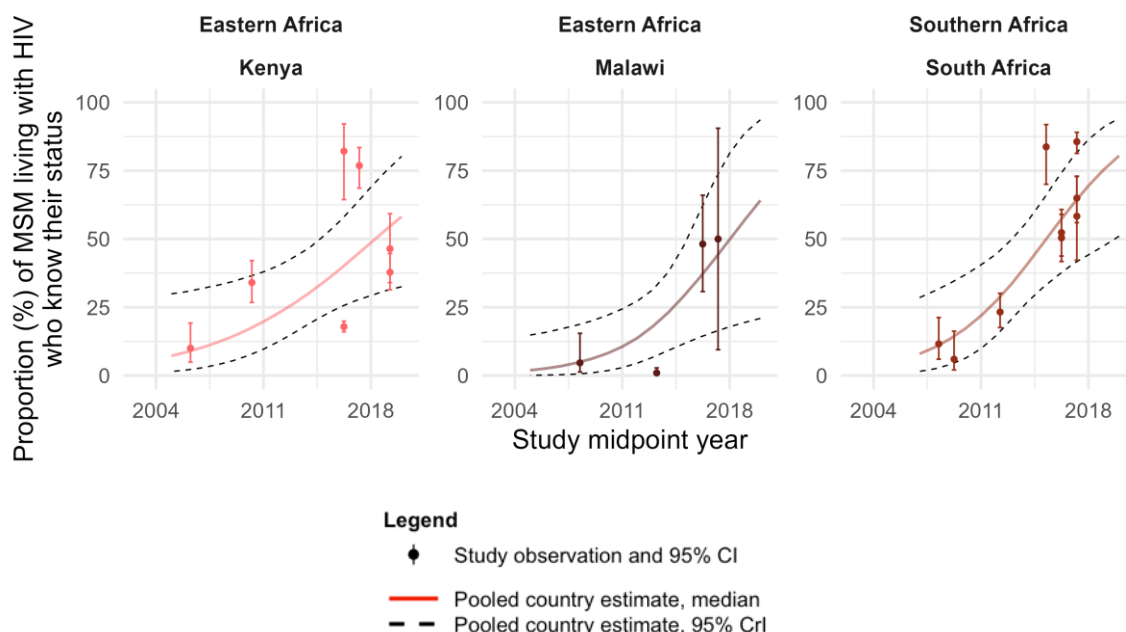 Eastern Africa
Kenya
Eastern Africa
Malawi
Southern Africa
South Africa
Proportion (%) of MSM living with HIV
who know their status
100
75
50
25
0
2004
2011
2018
100
75
50
25
0
2004
2011
2018
100
75
50
25
0
2004
2011
2018
Study midpoint year
Legend
Study observation and 95% CI
Pooled country estimate, median
Pooled country estimate, 95% CrI